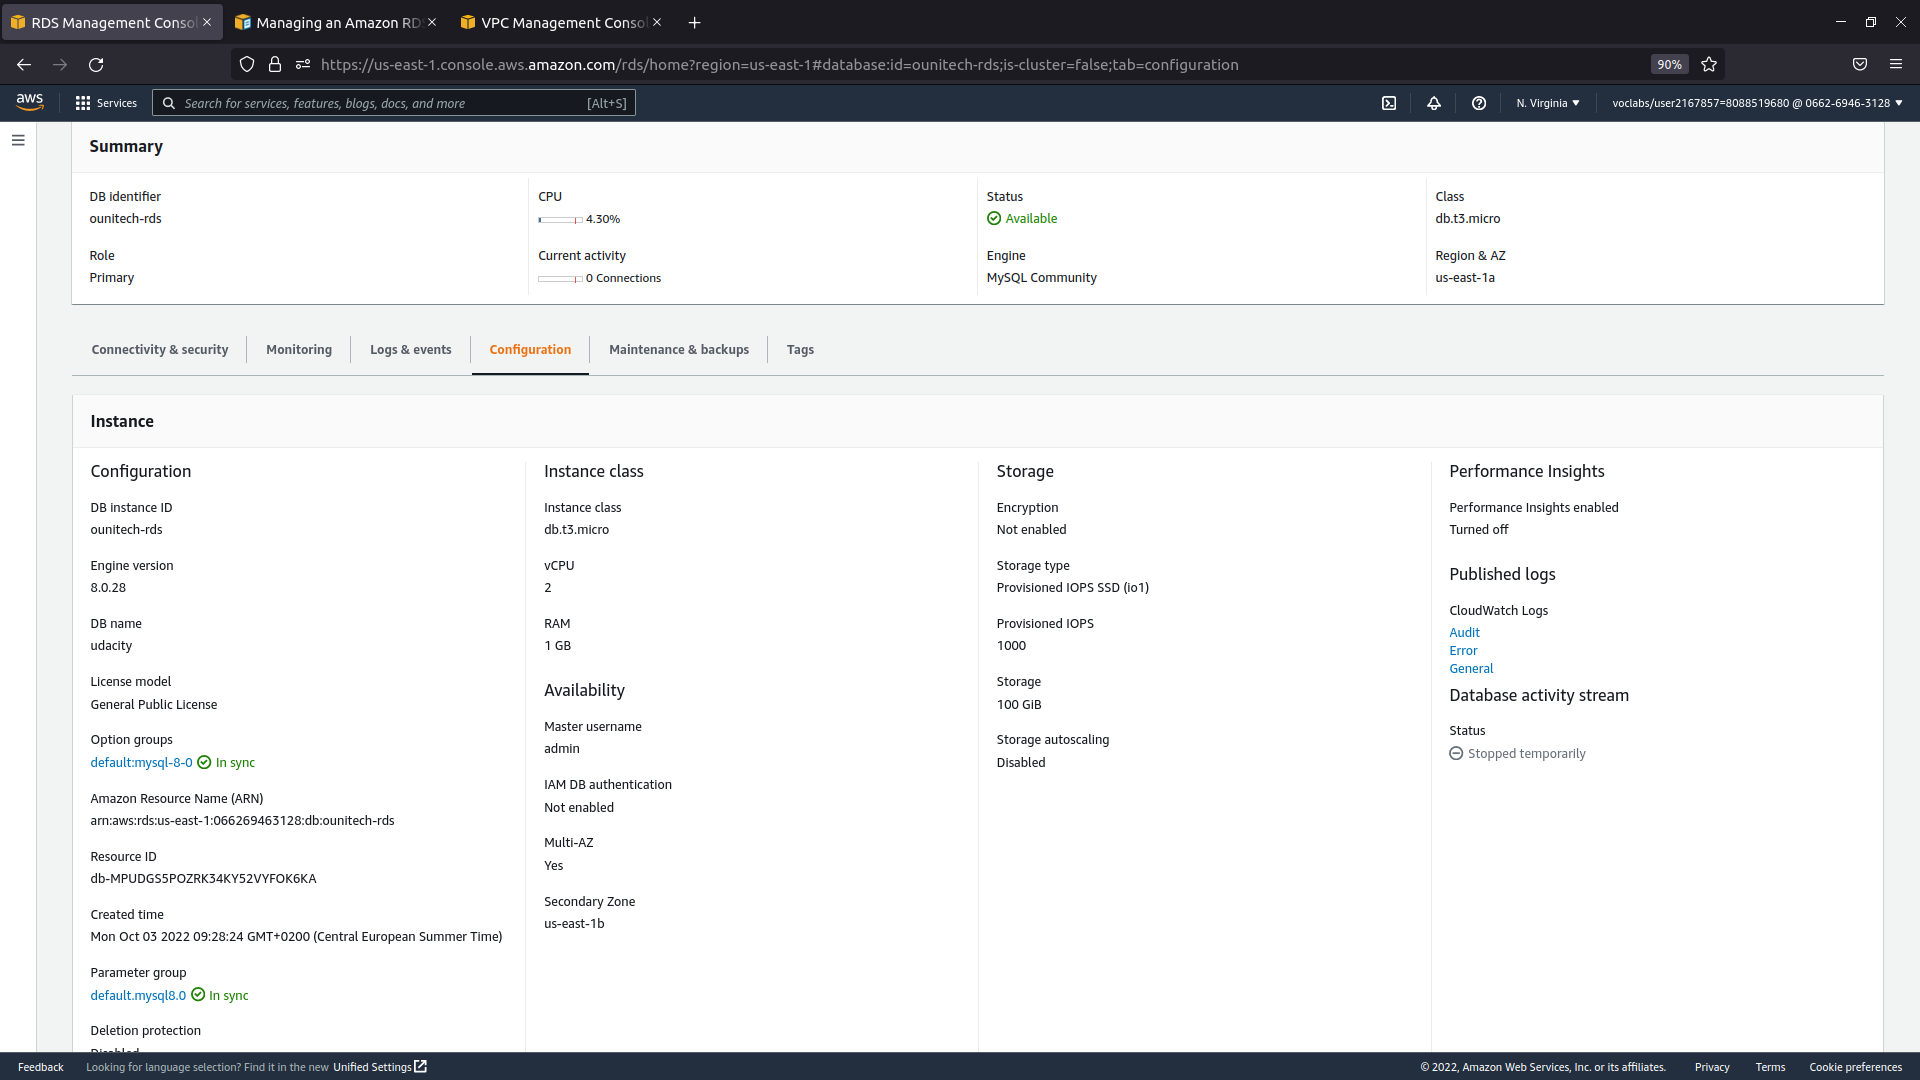 RDS Management Consol
Managing an Amazon RD
VPC Management Consol
https://us-east-1.console.aws.amazon.com/rds/home?region=us-east-1#database:id=ounitech-rds;is-cluster=false;tab=configuration
90%
aws
Services
Search for services, features, blogs, docs, and more [Alt+S]
N. Virginia
voclabs/user2167857=8088519680 @ 0662-6946-3128
Summary
DB identifier
ounitech-rds
Role
Primary
CPU
4.30%
Current activity
0 Connections
Status
Available
Engine
MySQL Community
Class
db.t3.micro
Region & AZ
us-east-1a
Connectivity & security
Monitoring
Logs & events
Configuration
Maintenance & backups
Tags
Instance
Configuration
DB instance ID
ounitech-rds
Engine version
8.0.28
DB name
udacity
License model
General Public License
Option groups
default:mysql-8-0 In sync
Amazon Resource Name (ARN)
arn:aws:rds:us-east-1:066269463128:db:ounitech-rds
Resource ID
db-MPUDGS5POZRK34KY52VYFOK6KA
Created time
Mon Oct 03 2022 09:28:24 GMT+0200 (Central European Summer Time)
Parameter group
default.mysql8.0 In sync
Deletion protection
Disabled
Instance class
Instance class
db.t3.micro
vCPU
2
RAM
1 GB
Availability
Master username
admin
IAM DB authentication
Not enabled
Multi-AZ
Yes
Secondary Zone
us-east-1b
Storage
Encryption
Not enabled
Storage type
Provisioned IOPS SSD (io1)
Provisioned IOPS
1000
Storage
100 GiB
Storage autoscaling
Disabled
Performance Insights
Performance Insights enabled
Turned off
Published logs
CloudWatch Logs
Audit
Error
General
Database activity stream
Status
Stopped temporarily
Feedback
Looking for language selection? Find it in the new Unified Settings
© 2022, Amazon Web Services, Inc. or its affiliates.
Privacy
Terms
Cookie preferences